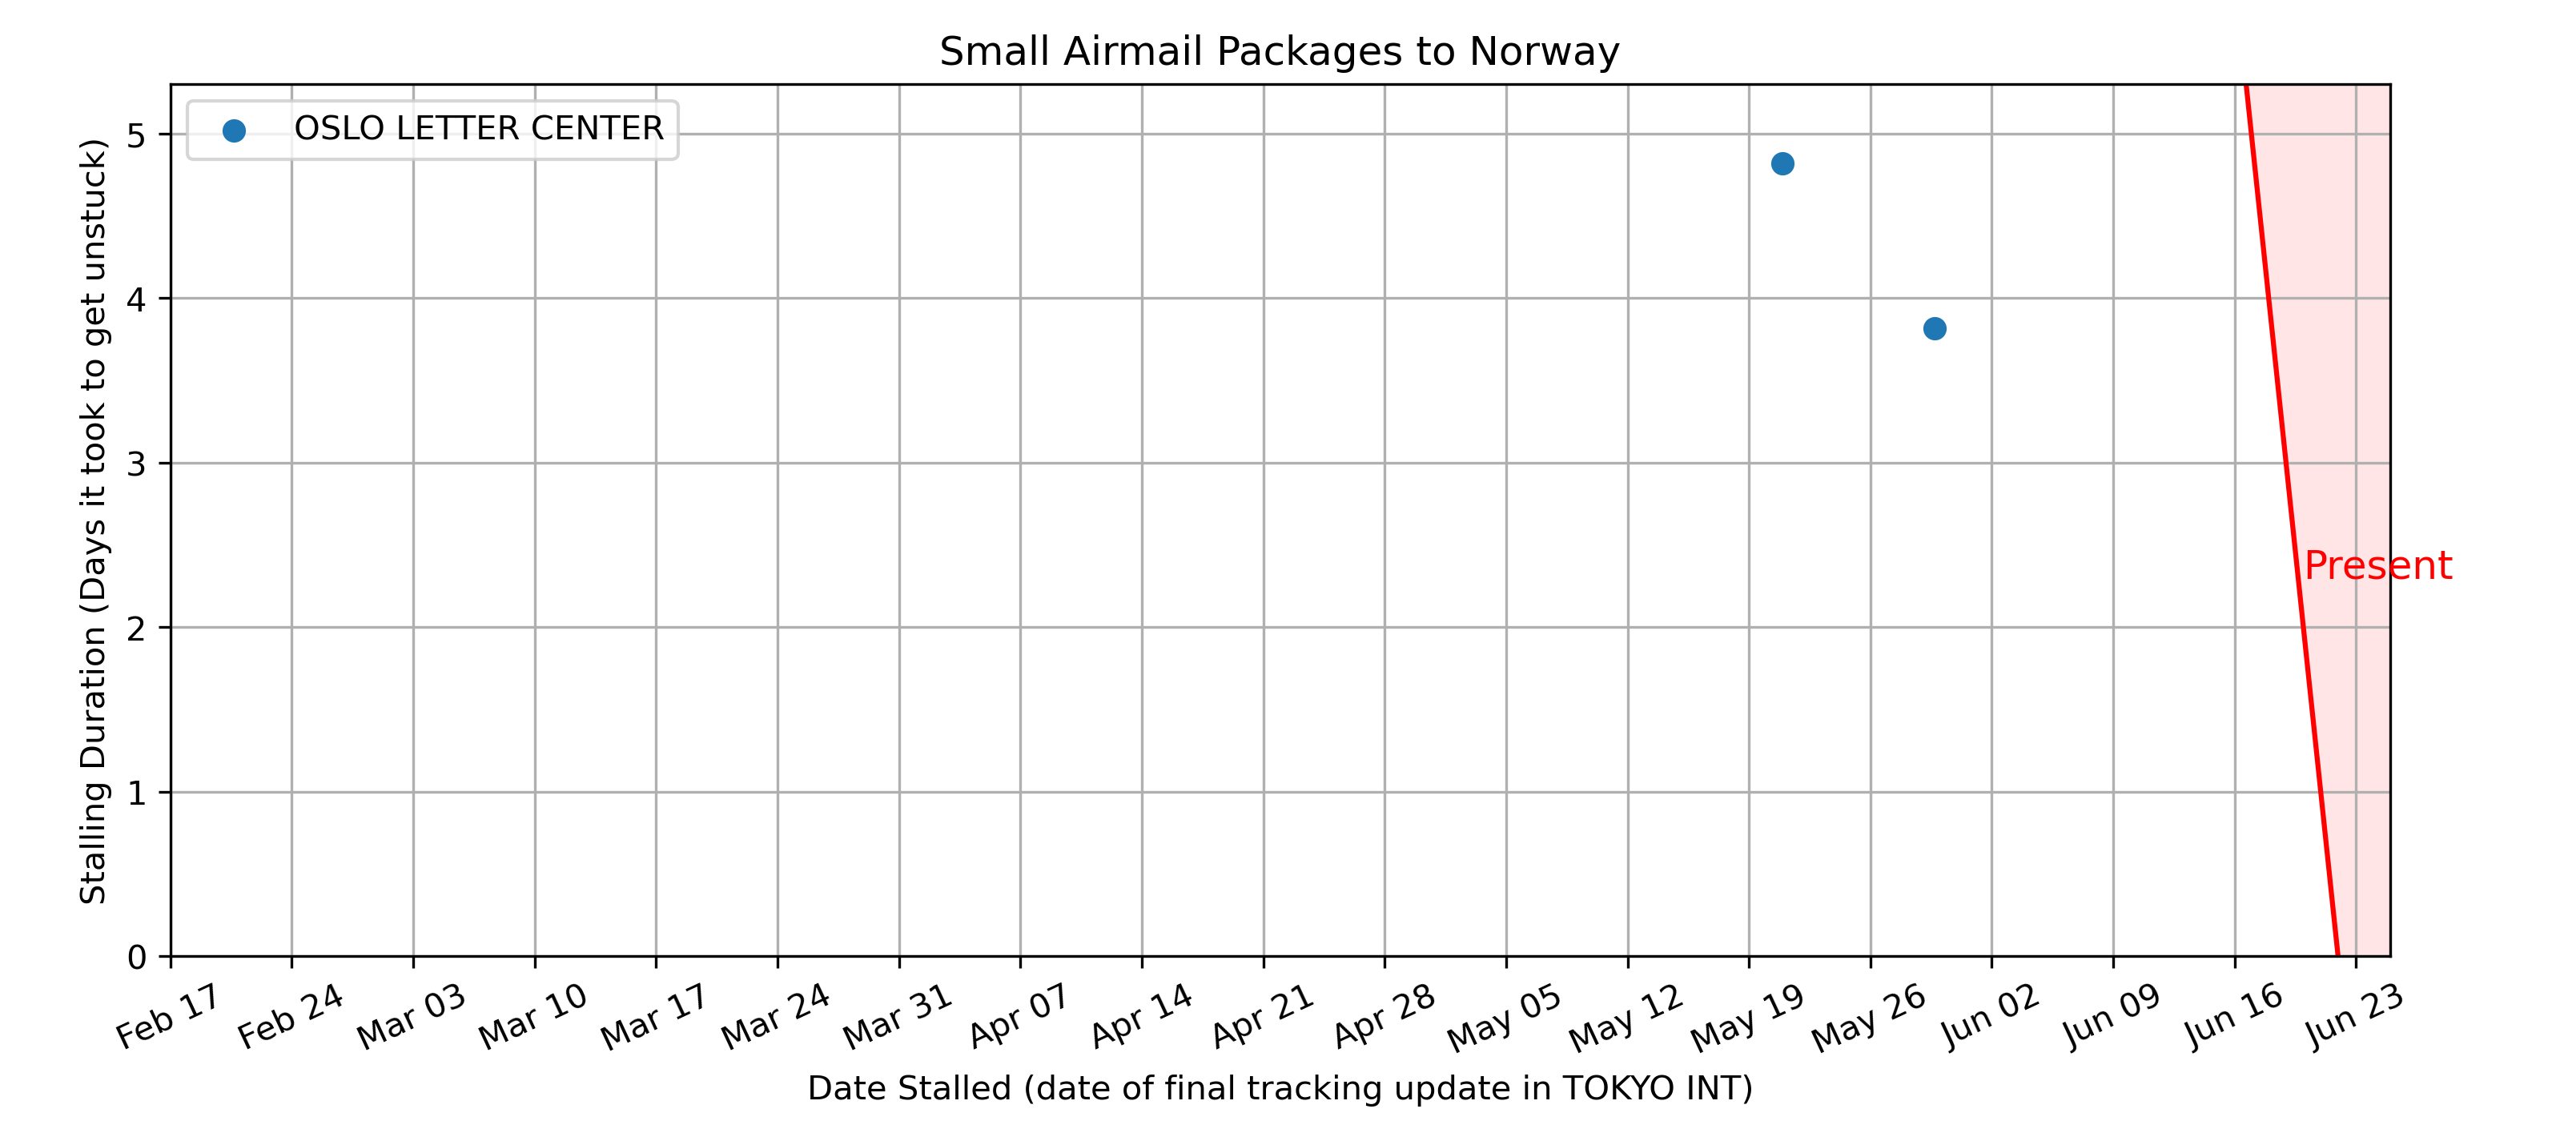 Small Airmail Packages to Norway
OSLO LETTER CENTER
Stalling Duration (Days it took to get unstuck)
5
4
3
2
1
0
Present
Feb 17
Feb 24
Mar 03
Mar 10
Mar 17
Mar 24
Mar 31
Apr 07
Apr 14
Apr 21
Apr 28
May 05
May 12
May 19
May 26
Jun 02
Jun 09
Jun 16
Jun 23
Date Stalled (date of final tracking update in TOKYO INT)